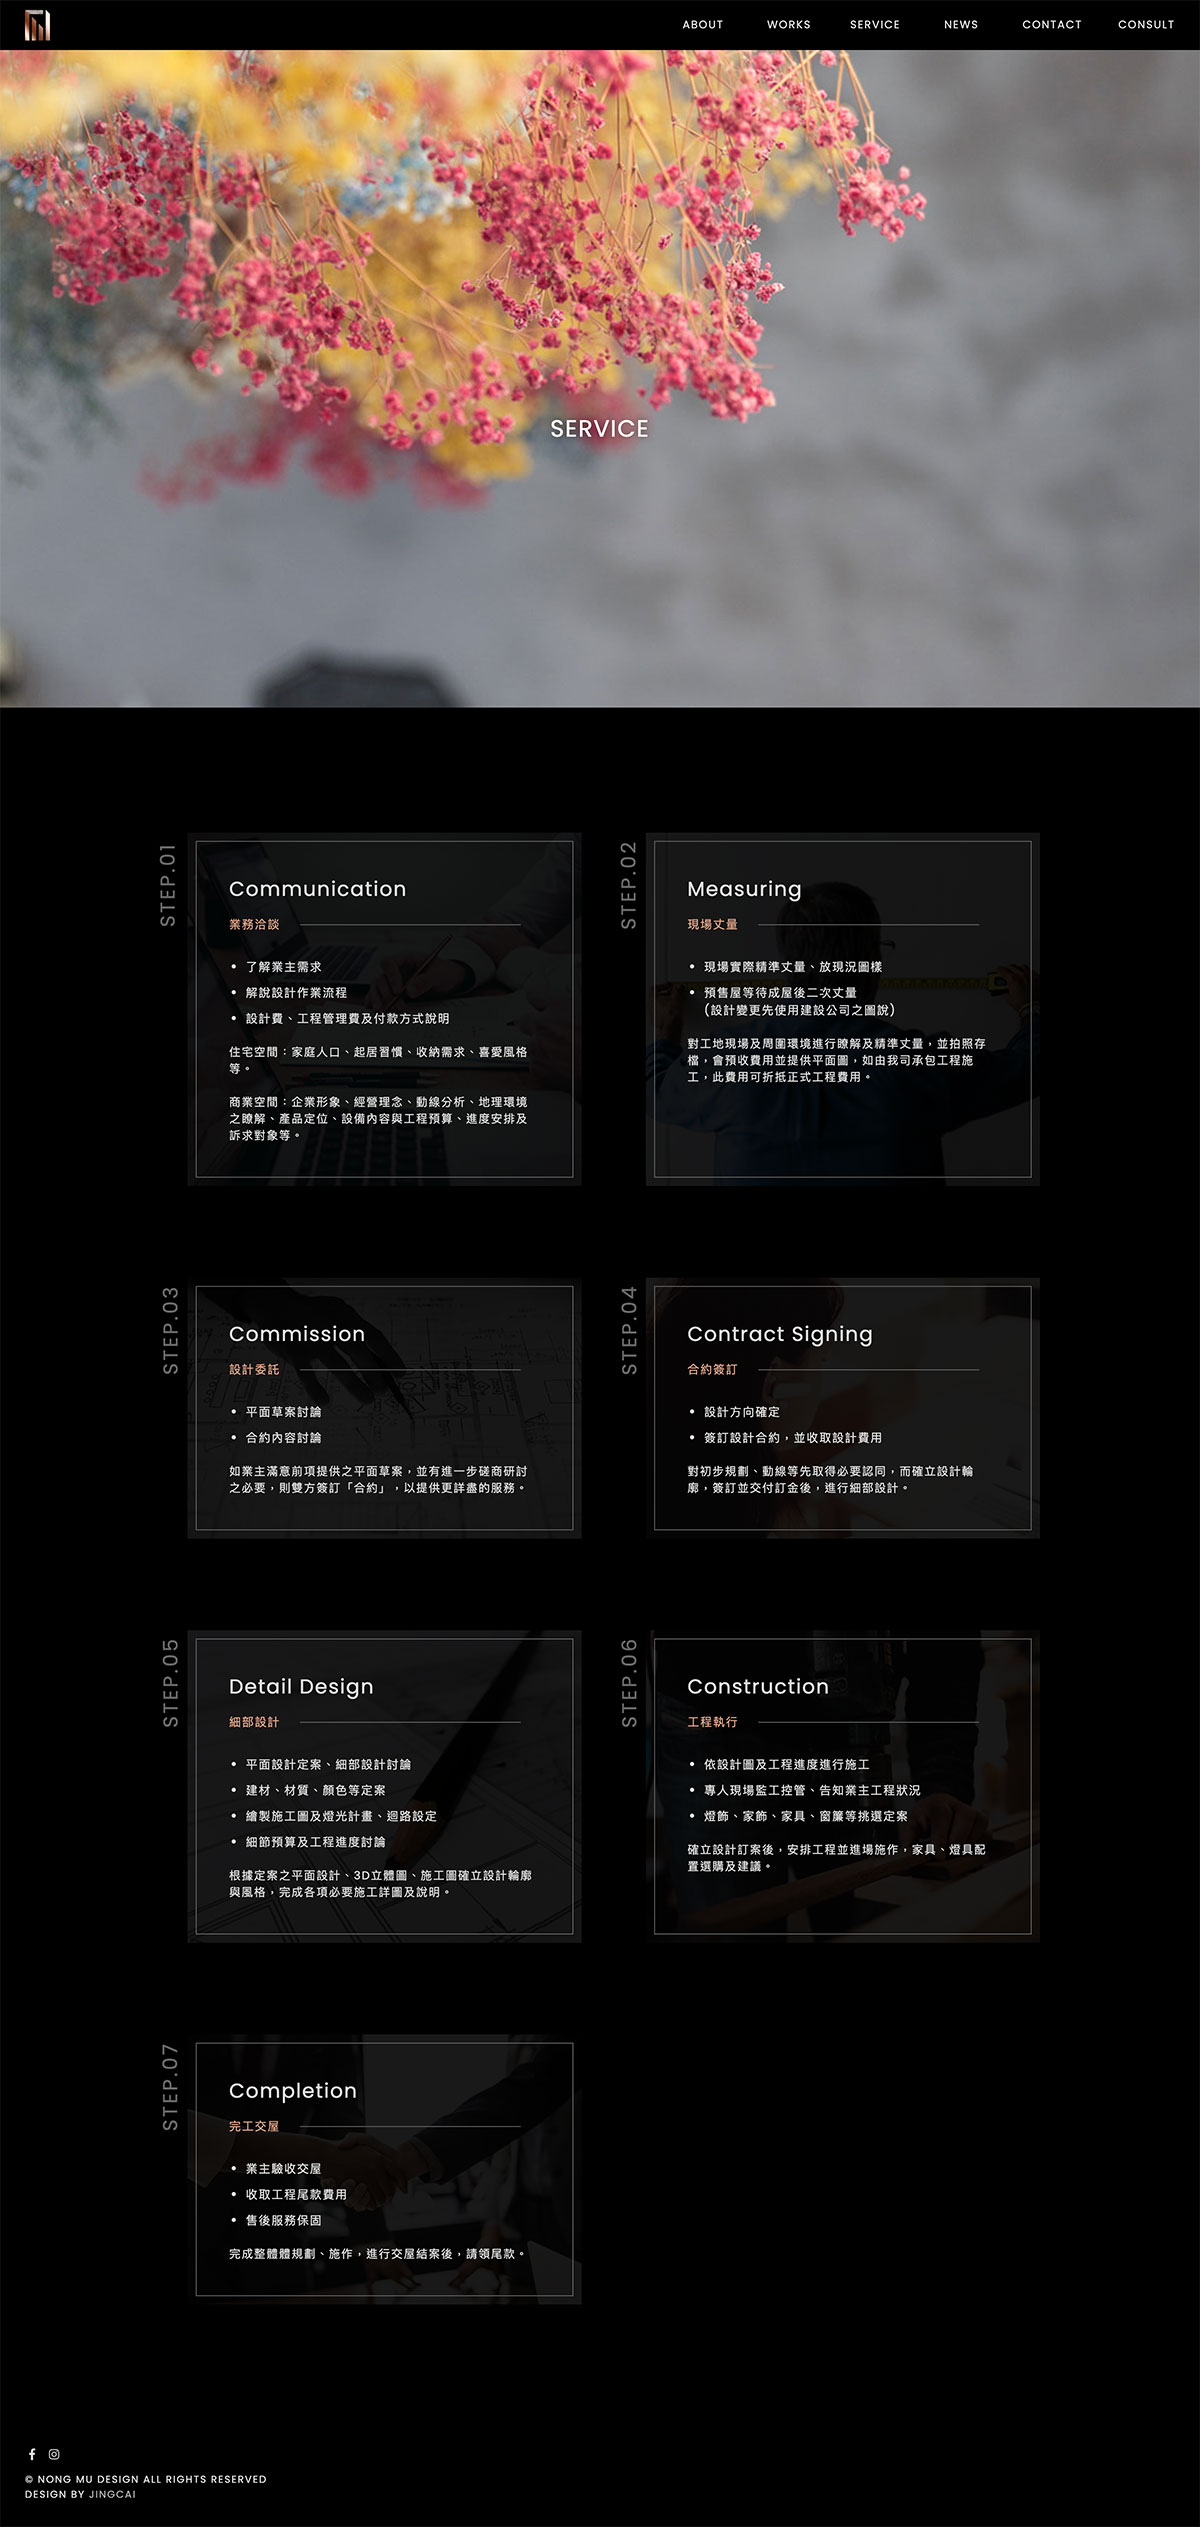 ABOUT WORKS SERVICE NEWS CONTACT CONSULT
SERVICE
STEP.01
Communication
業務洽談
• 了解業主需求
• 解說設計作業流程
• 設計費、工程管理費及付款方式說明
住宅空間：家庭人口、起居習慣、收納需求、喜愛風格
等。
商業空間：企業形象、經營理念、動線分析、地理環境
之瞭解、產品定位、設備內容與工程預算、進度安排及
訴求對象等。
STEP.02
Measuring
現場丈量
• 現場實際精準丈量、放現況圖樣
• 預售屋等待成屋後二次丈量
(設計變更先使用建設公司之圖說)
對工地現場及周圍環境進行瞭解及精準丈量，並拍照存
檔，會預收費用並提供平面圖，如由我司承包工程施
工，此費用可折抵正式工程費用。
STEP.03
Commission
設計委託
• 平面草案討論
• 合約內容討論
如業主滿意前項提供之平面草案，並有進一步磋商研討
之必要，則雙方簽訂「合約」，以提供更詳盡的服務。
STEP.04
Contract Signing
合約簽訂
• 設計方向確定
• 簽訂設計合約，並收取設計費用
對初步規劃、動線等先取得必要認同，而確立設計輪
廓，簽訂並交付訂金後，進行細部設計。
STEP.05
Detail Design
細部設計
• 平面設計定案、細部設計討論
• 建材、材質、顏色等定案
• 繪製施工圖及燈光計畫、迴路設定
• 細節預算及工程進度討論
根據定案之平面設計、3D立體圖、施工圖確立設計輪廓
與風格，完成各項必要施工詳圖及說明。
STEP.06
Construction
工程執行
• 依設計圖及工程進度進行施工
• 專人現場監工控管、告知業主工程狀況
• 燈飾、家飾、家具、窗簾等挑選定案
確立設計訂案後，安排工程並進場施作，家具、燈具配
置選購及建議。
STEP.07
Completion
完工交屋
• 業主驗收交屋
• 收取工程尾款費用
• 售後服務保固
完成整體體規劃、施作，進行交屋結案後，請領尾款。
© NONG MU DESIGN ALL RIGHTS RESERVED
DESIGN BY JINGCAI